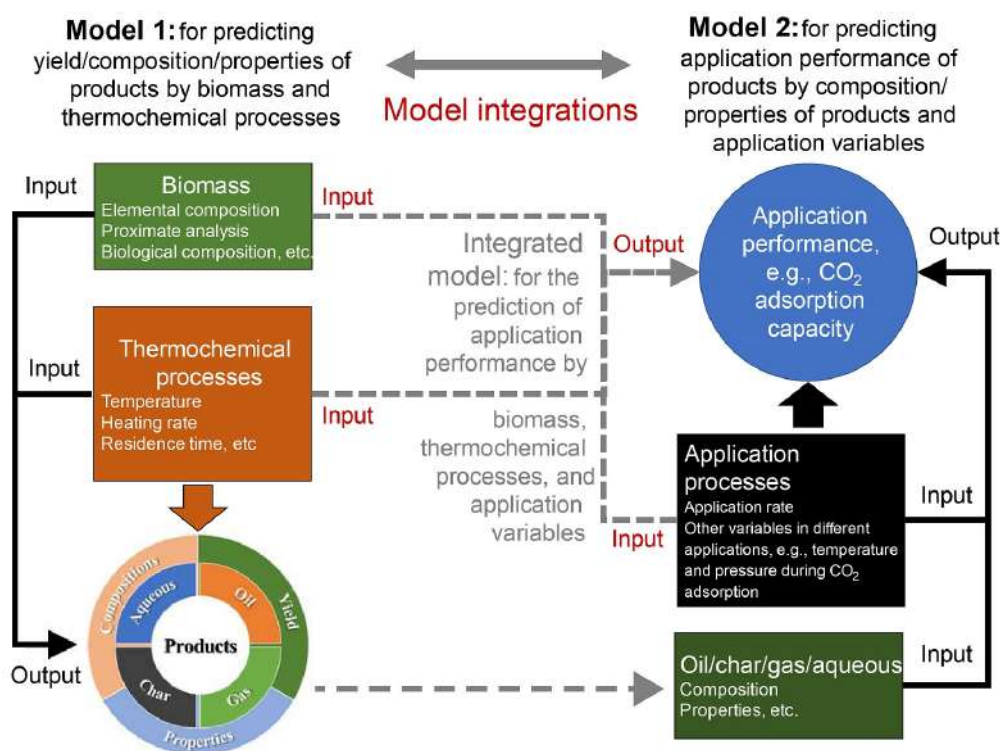 Model 1: for predicting
yield/composition/properties of
products by biomass and
thermochemical processes
Model integrations
Model 2: for predicting
application performance of
products by composition/
properties of products and
application variables
Input
Biomass
Elemental composition
Proximate analysis
Biological composition, etc.
Input
Input
Thermochemical
processes
Temperature
Heating rate
Residence time, etc
Input
Integrated
model: for the
prediction of
application
performance by
biomass,
thermochemical
processes, and
application
variables
Output
Input
Application
performance,
e.g., CO₂
adsorption
capacity
Output
Application
processes
Application rate
Other variables in different
applications, e.g., temperature
and pressure during CO₂
adsorption
Input
Output
Compositions
Yield
Properties
Aqueous
Oil
Char
Gas
Products
Oil/char/gas/aqueous
Composition
Properties, etc.
Input